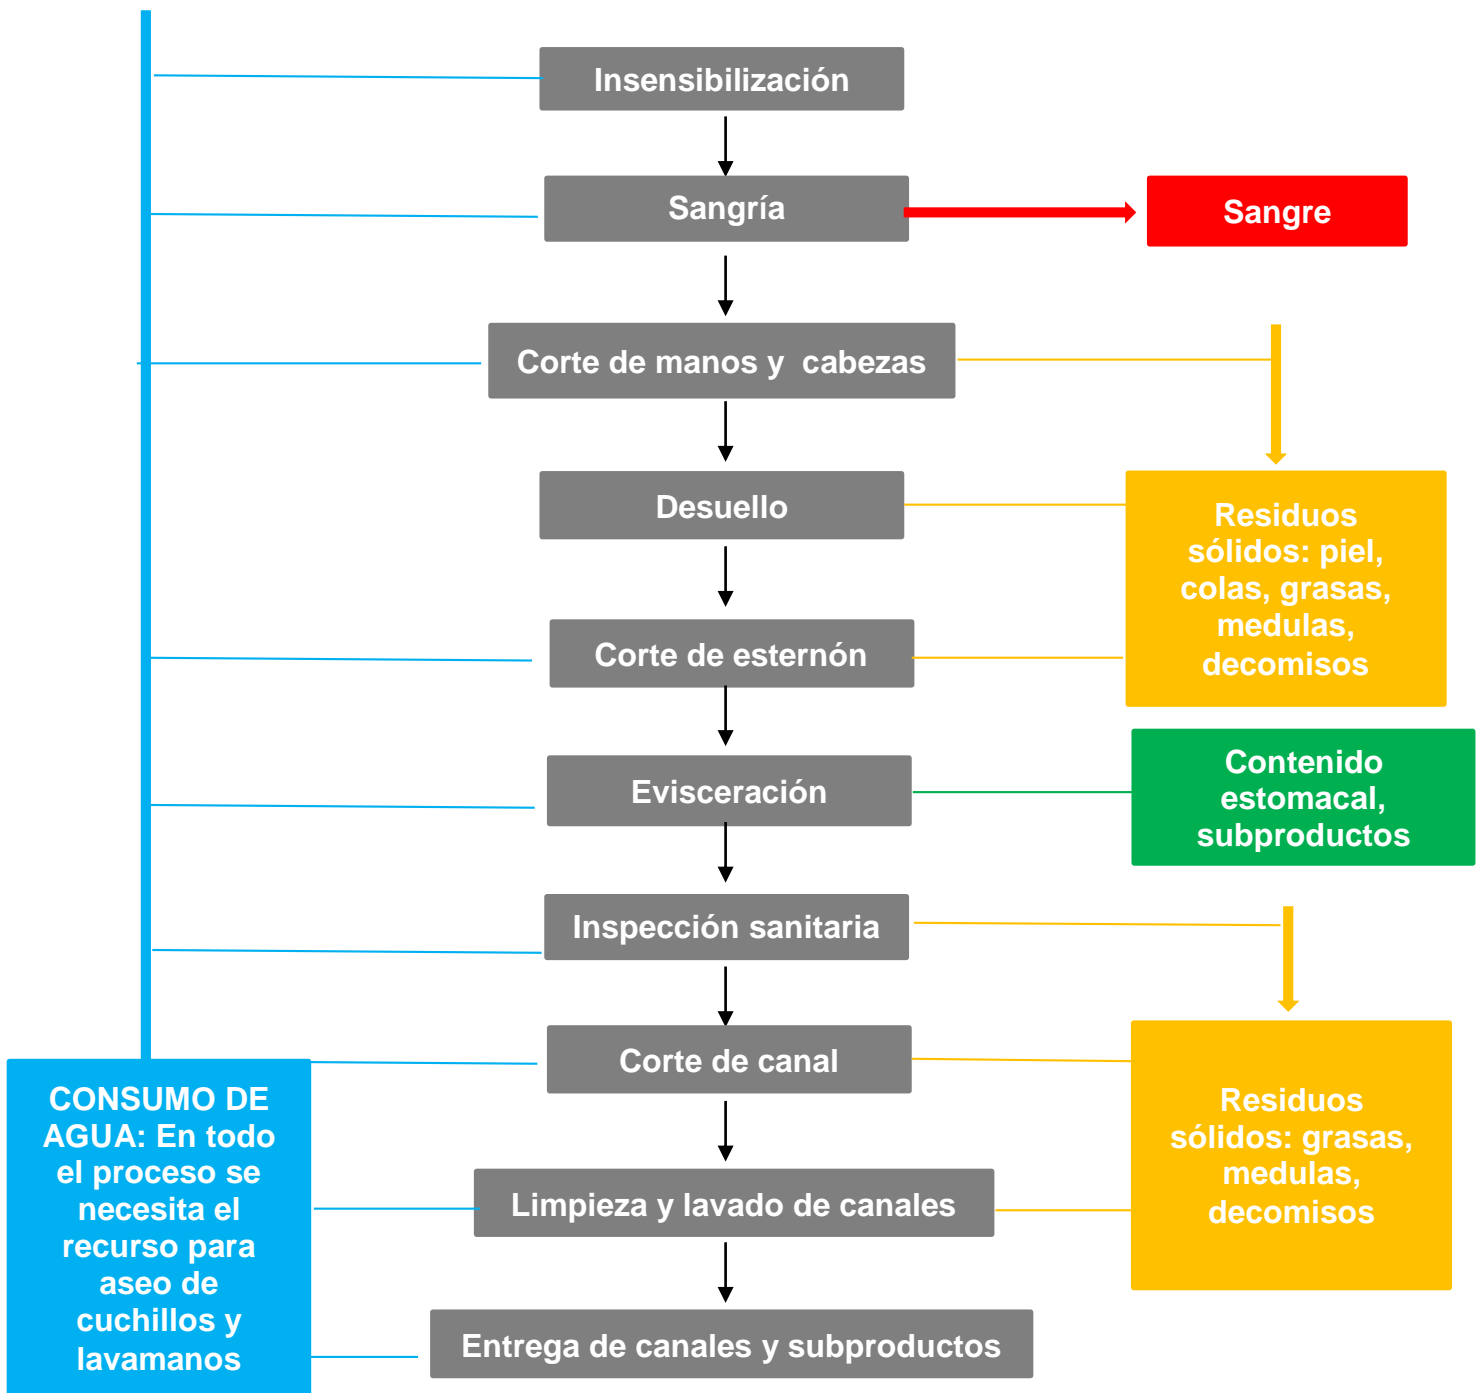 Insensibilización
Sangría
Sangre
Corte de manos y  cabezas
Desuello
Residuos
sólidos: piel,
colas, grasas,
medulas,
decomisos
Corte de esternón
Evisceración
Contenido
estomacal,
subproductos
Inspección sanitaria
Corte de canal
CONSUMO DE
AGUA: En todo
el proceso se
necesita el
recurso para
aseo de
cuchillos y
lavamanos
Residuos
sólidos: grasas,
medulas,
decomisos
Limpieza y lavado de canales
Entrega de canales y subproductos